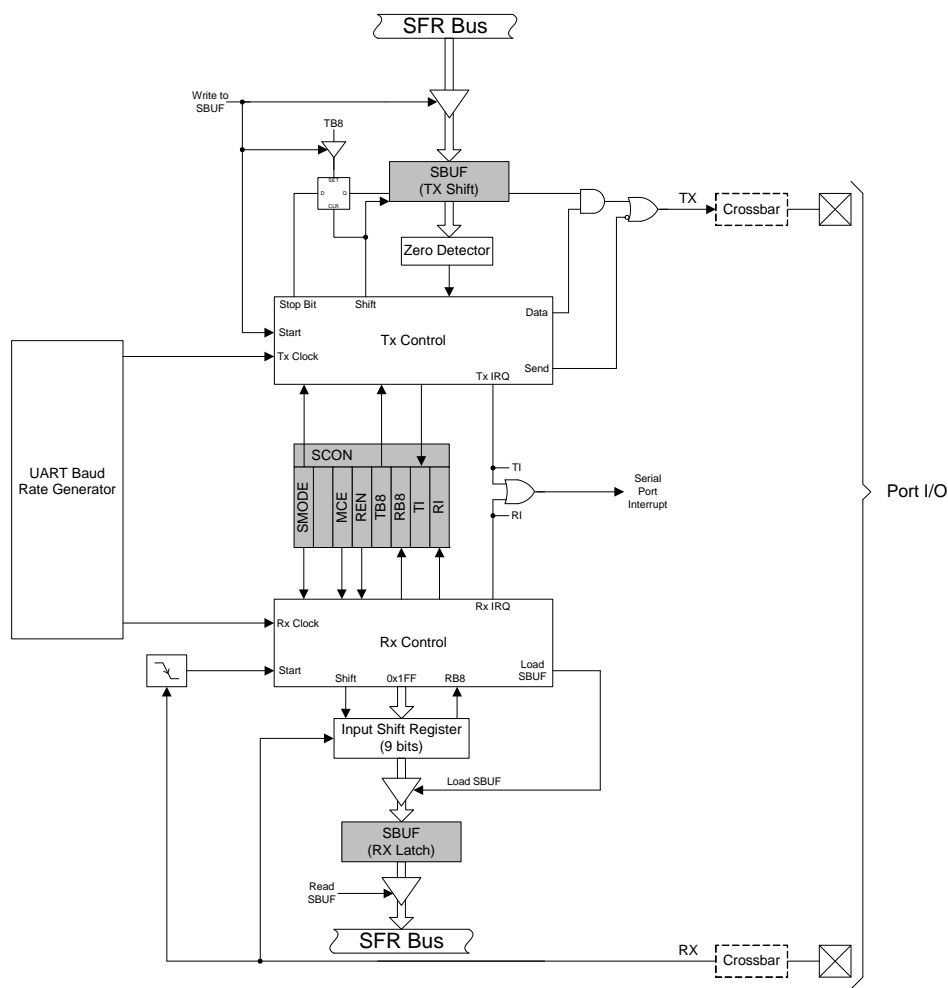 SFR Bus
Write to
SBUF
TB8
SBUF
(TX Shift)
SET
D
Q
CLR
TX
Crossbar
Zero Detector
Stop Bit
Shift
Data
Start
Tx Control
Tx Clock
Send
Tx IRQ
UART Baud
Rate Generator
SCON
SMODE
MCE
REN
TB8
RB8
TI
RI
TI
Serial
Port
Interrupt
RI
Port I/O
Rx IRQ
Rx Clock
Rx Control
Start
Load
SBUF
Shift
0x1FF
RB8
Input Shift Register
(9 bits)
Load SBUF
SBUF
(RX Latch)
Read
SBUF
SFR Bus
RX
Crossbar